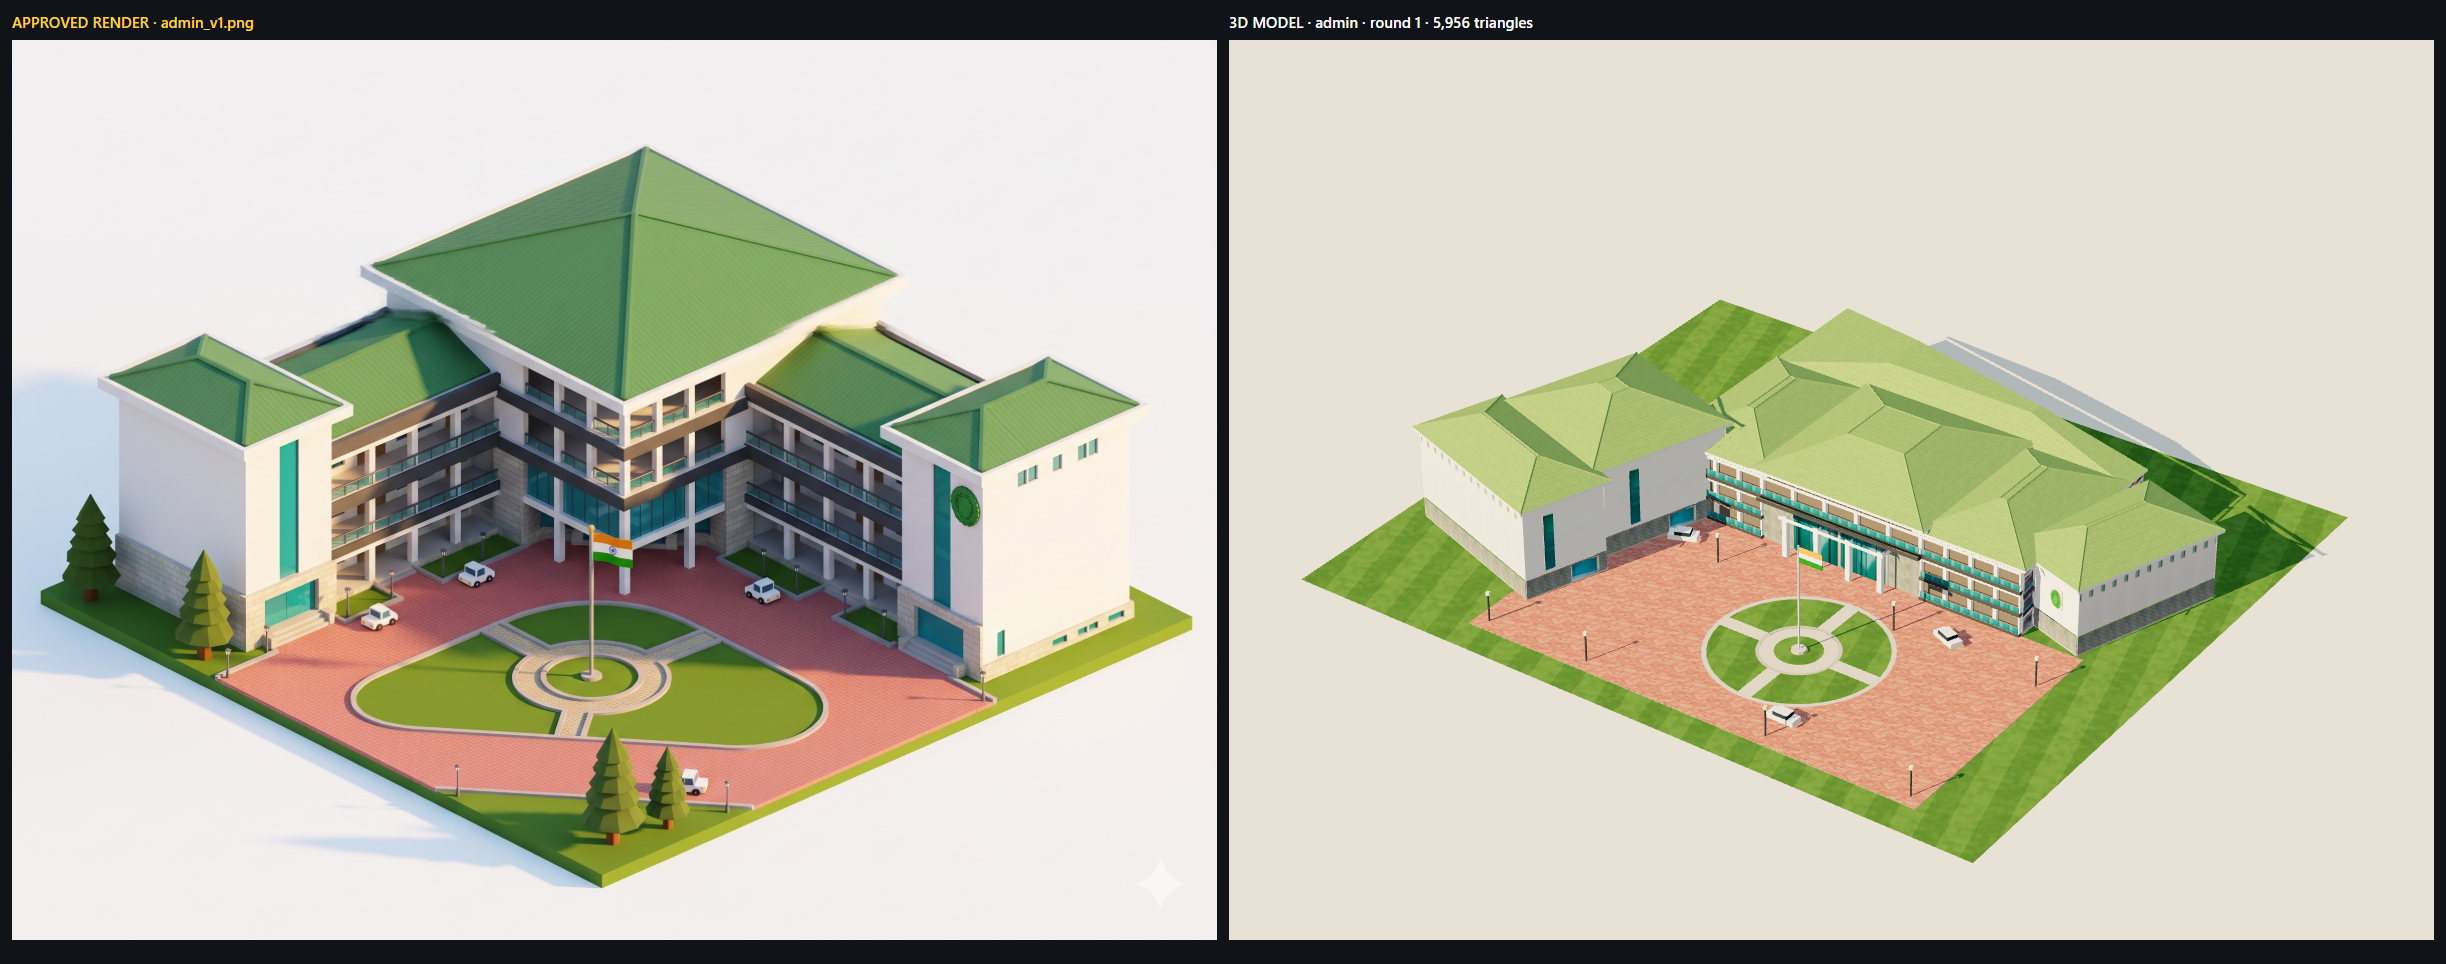 APPROVED RENDER · admin_v1.png
3D MODEL · admin · round 1 · 5,956 triangles